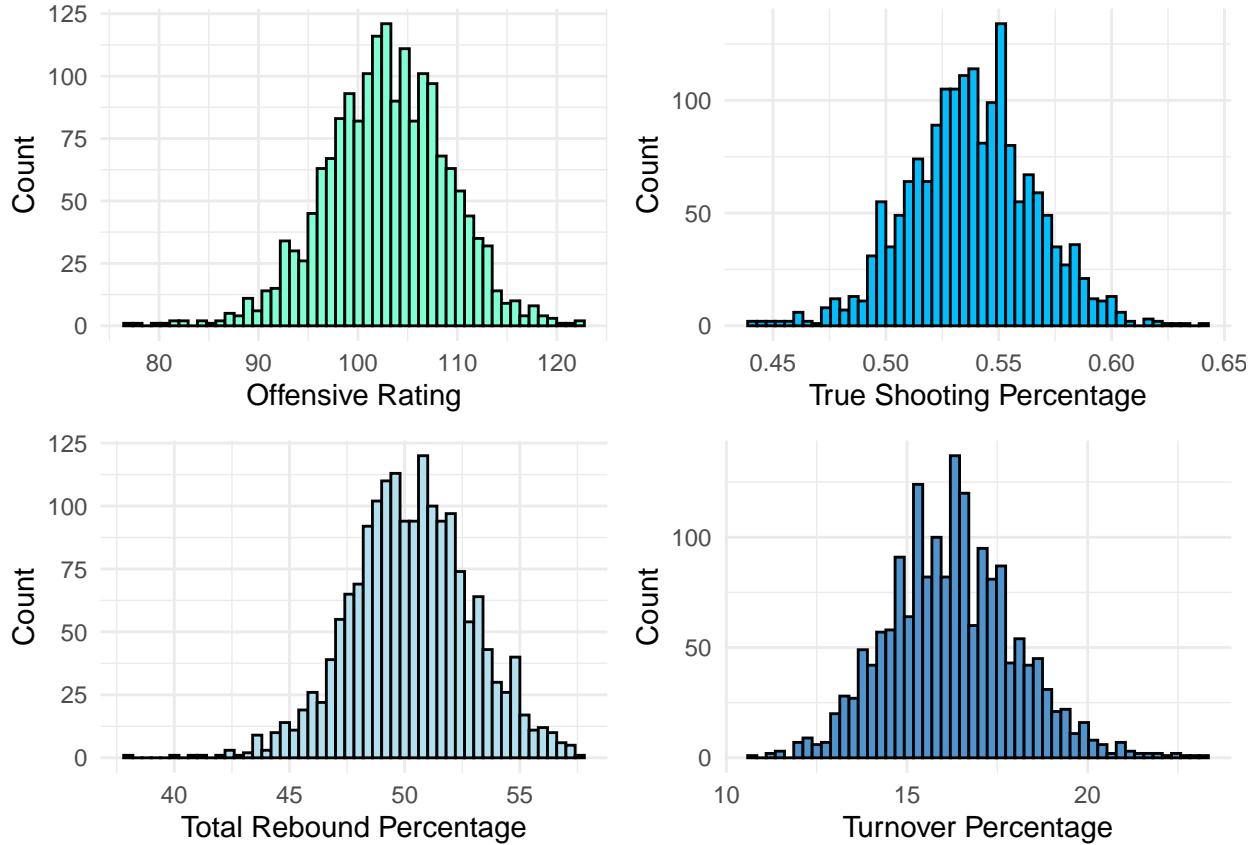 125
100
75
50
25
0
Count
80 90 100 110 120
Offensive Rating
100
50
0
Count
0.45 0.50 0.55 0.60 0.65
True Shooting Percentage
125
100
75
50
25
0
Count
40 45 50 55
Total Rebound Percentage
100
50
0
Count
10 15 20
Turnover Percentage